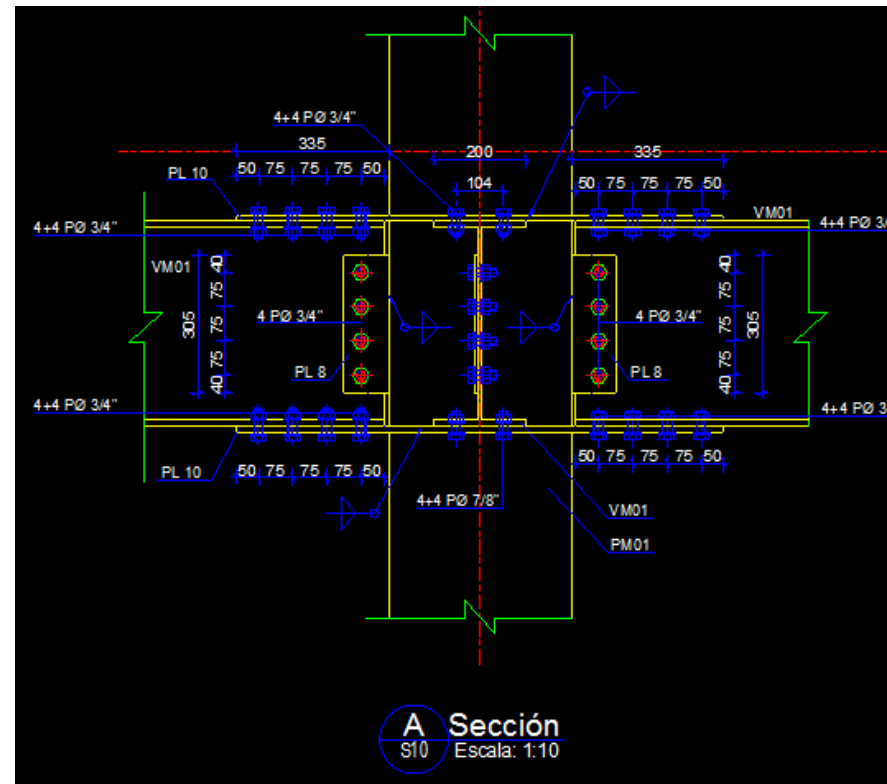 4+4 PØ 3/4"
335
200
335
50 75 75 75 50
104
50 75 75 75 50
PL 10
VM01
4+4 PØ 3/4"
4+4 PØ 3/
VM01
40
75
75
75
40
305
4 PØ 3/4"
PL 8
4 PØ 3/4"
PL 8
40
75
75
75
40
305
4+4 PØ 3/4"
4+4 PØ 3
PL 10
50 75 75 75 50
50 75 75 75 50
4+4 PØ 7/8"
VM01
PM01
A Sección
S10 Escala: 1:10